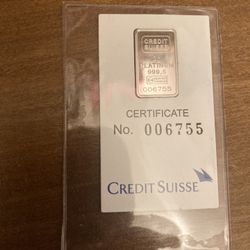 CREDIT
SUISSE
PLATINUM
999,5
006755
CERTIFICATE
No. 006755
CREDIT SUISSE